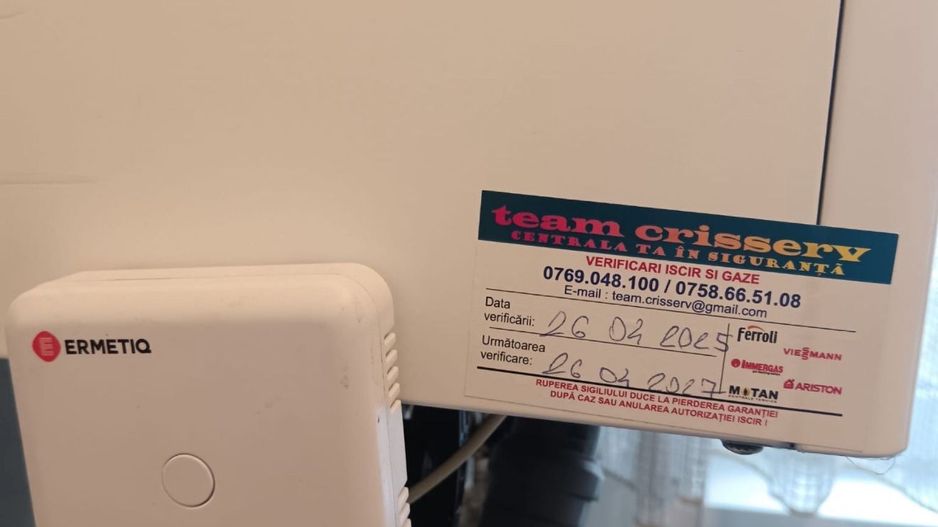 team crisserv
CENTRALA TA ÎN SIGURANȚĂ
VERIFICARI ISCIR SI GAZE
0769.048.100 / 0758.66.51.08
E-mail : team.crisserv@gmail.com
Data
verificării: 26 04 2025
Următoarea
verificare: 26 04 2027
Ferroli
VIESSMANN
IMMERGAS
ARISTON
MOTAN
RUPEREA SIGILIULUI DUCE LA PIERDEREA GARANȚIEI
DUPĂ CAZ SAU ANULAREA AUTORIZAȚIEI ISCIR !
E ERMETIQ